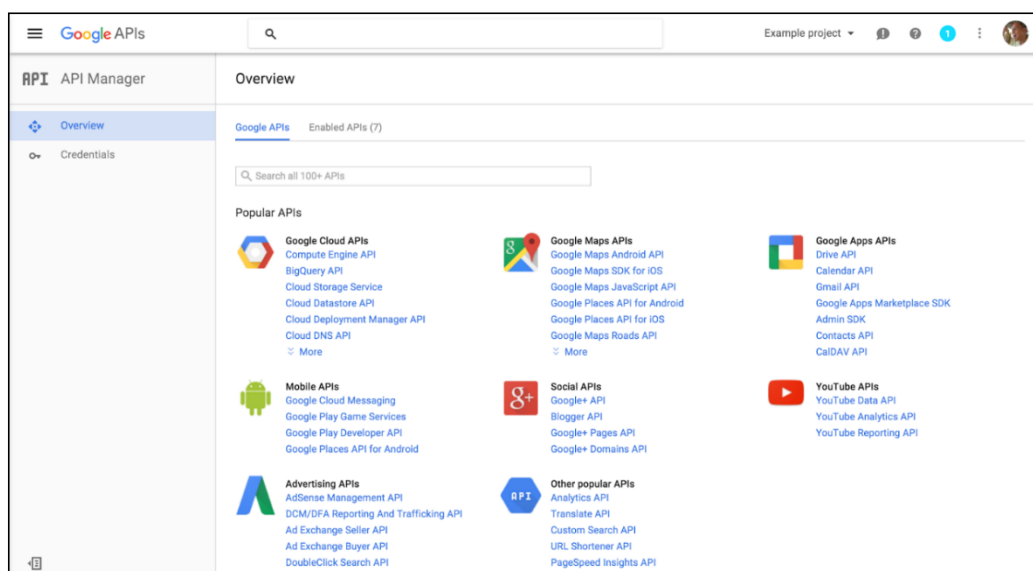 Google APIs
Example project
1
API API Manager
Overview
Overview
Credentials
Google APIs
Enabled APIs (7)
Search all 100+ APIs
Popular APIs
Google Cloud APIs
Compute Engine API
BigQuery API
Cloud Storage Service
Cloud Datastore API
Cloud Deployment Manager API
Cloud DNS API
More
8
Google Maps APIs
Google Maps Android API
Google Maps SDK for iOS
Google Maps JavaScript API
Google Places API for Android
Google Places API for iOS
Google Maps Roads API
More
Google Apps APIs
Drive API
Calendar API
Gmail API
Google Apps Marketplace SDK
Admin SDK
Contacts API
CalDAV API
Mobile APIs
Google Cloud Messaging
Google Play Game Services
Google Play Developer API
Google Places API for Android
8+
Social APIs
Google+ API
Blogger API
Google+ Pages API
Google+ Domains API
YouTube APIs
YouTube Data API
YouTube Analytics API
YouTube Reporting API
Advertising APIs
AdSense Management API
DCM/DFA Reporting And Trafficking API
Ad Exchange Seller API
Ad Exchange Buyer API
DoubleClick Search API
API
Other popular APIs
Analytics API
Translate API
Custom Search API
URL Shortener API
PageSpeed Insights API